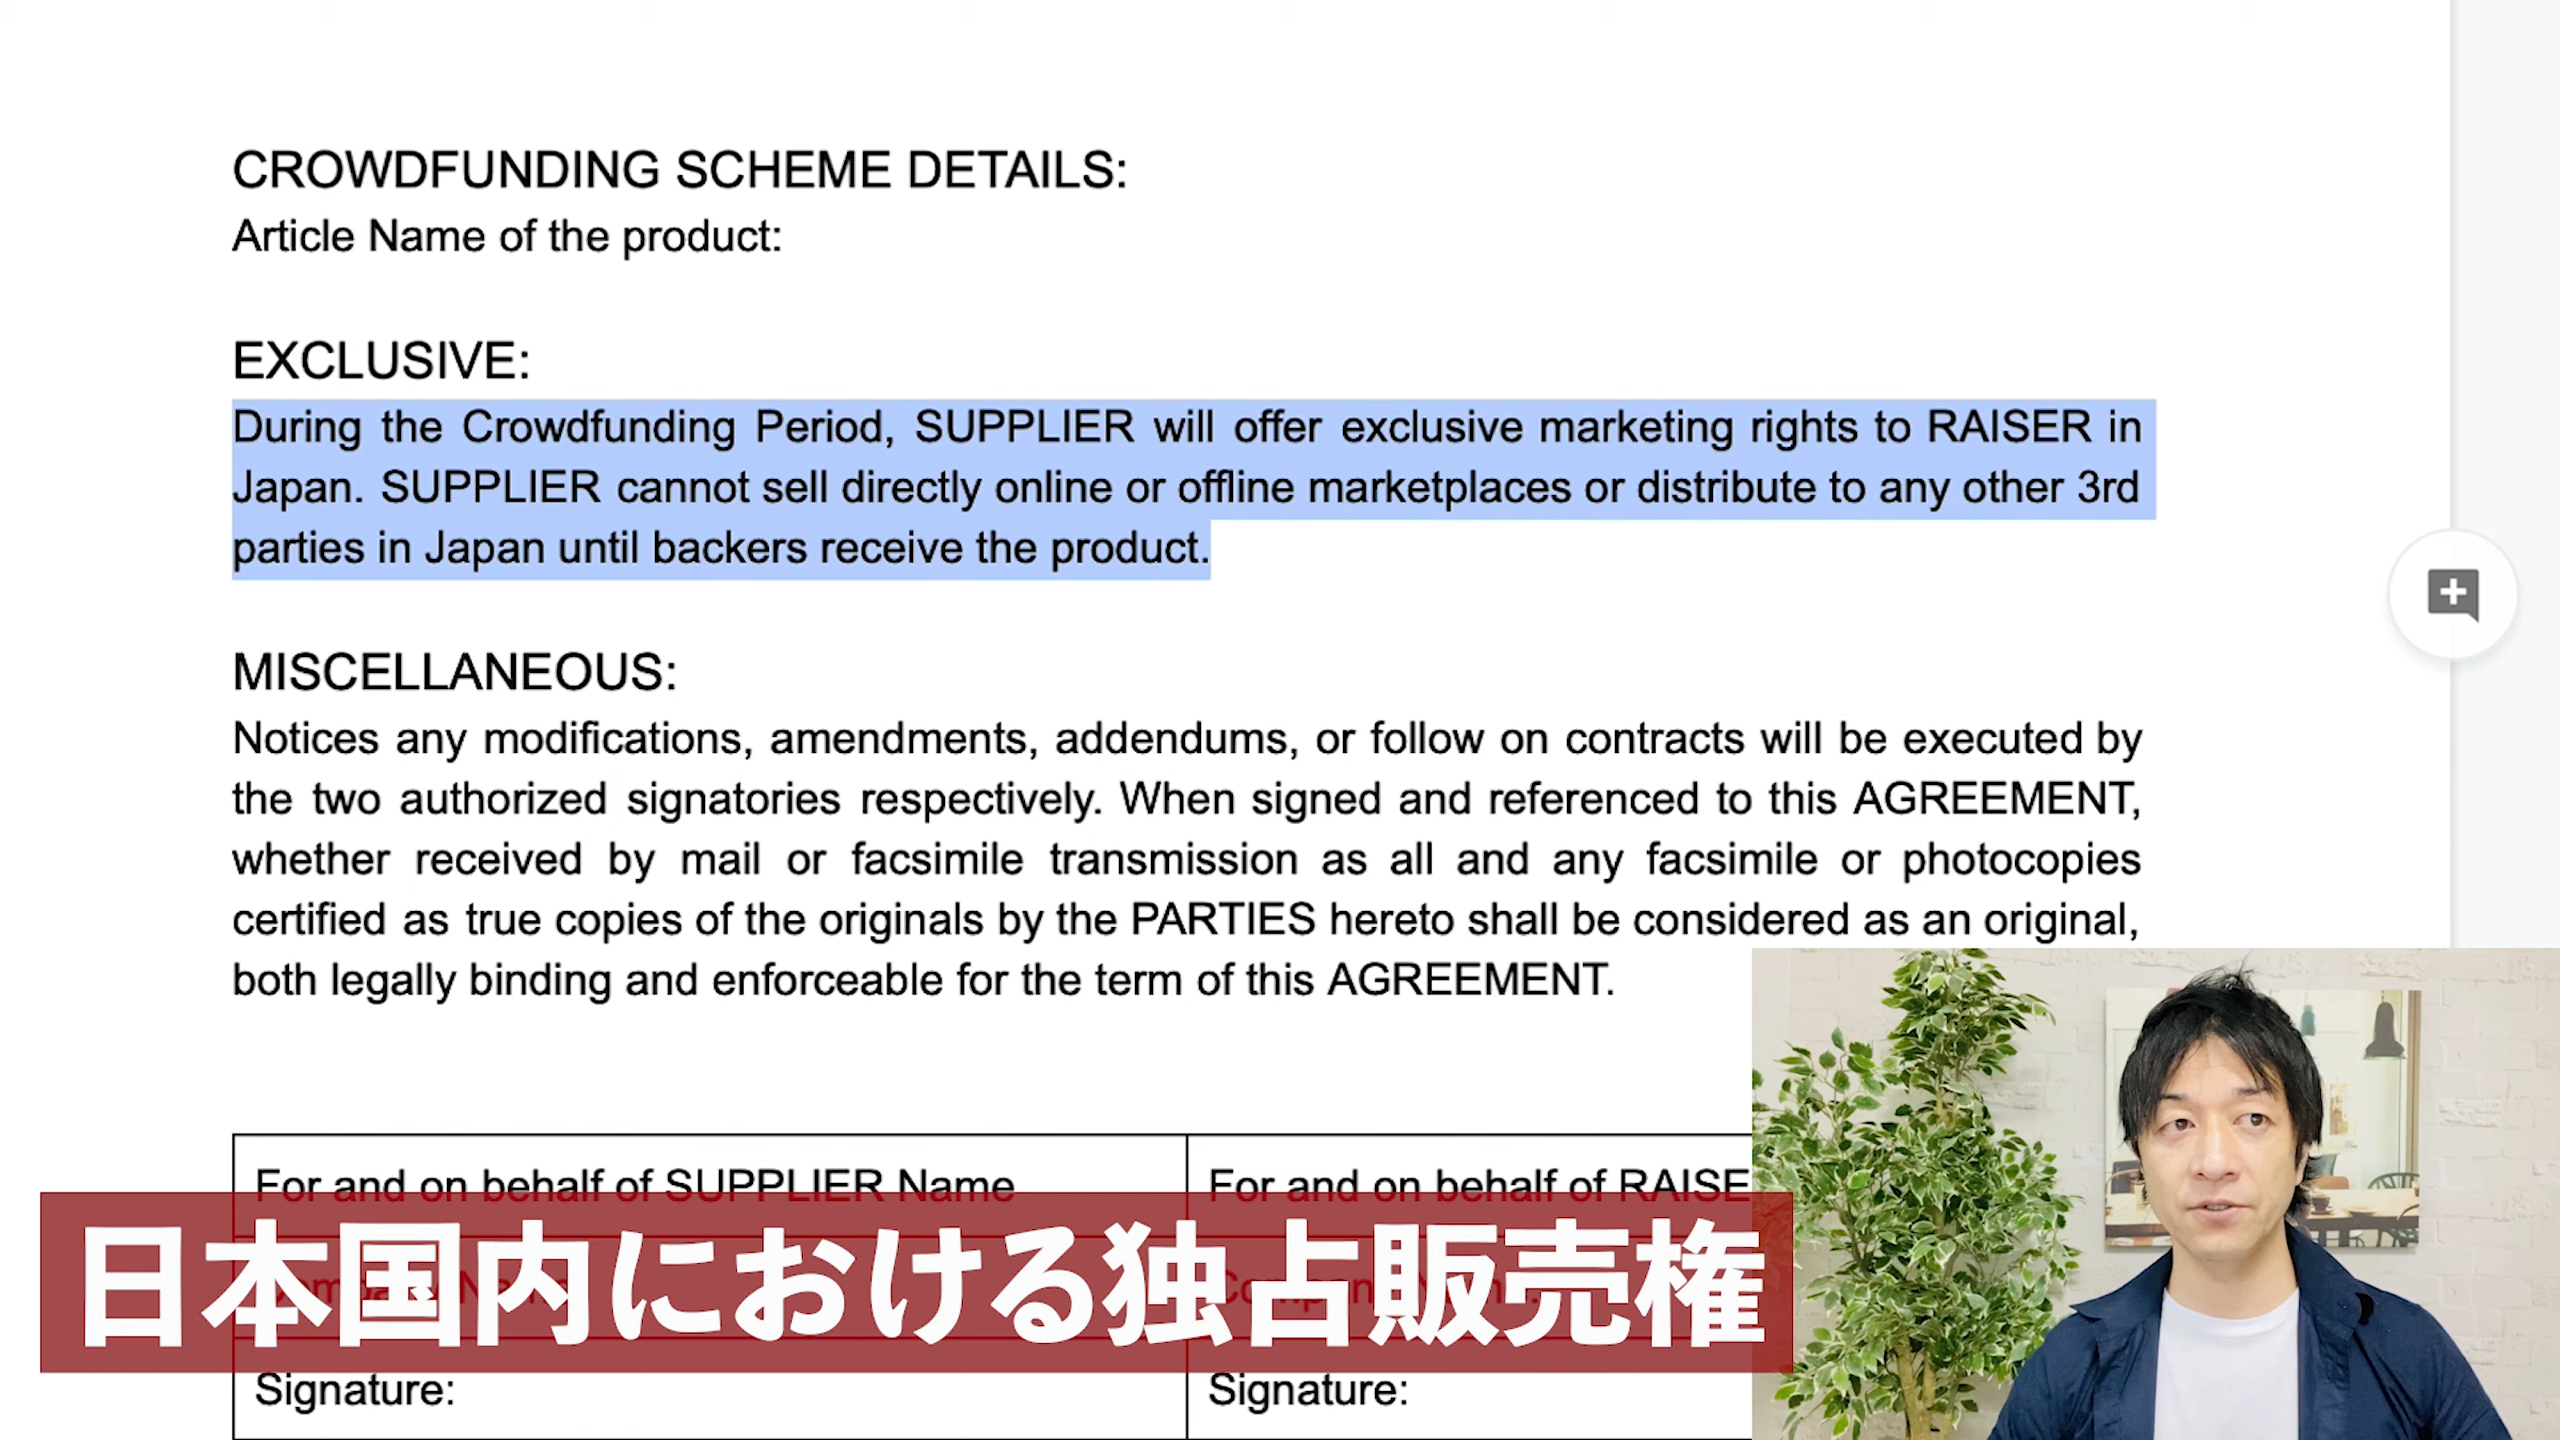 CROWDFUNDING SCHEME DETAILS:
Article Name of the product:
EXCLUSIVE:
During the Crowdfunding Period, SUPPLIER will offer exclusive marketing rights to RAISER in
Japan. SUPPLIER cannot sell directly online or offline marketplaces or distribute to any other 3rd
parties in Japan until backers receive the product.
MISCELLANEOUS:
Notices any modifications, amendments, addendums, or follow on contracts will be executed by
the two authorized signatories respectively. When signed and referenced to this AGREEMENT,
whether received by mail or facsimile transmission as all and any facsimile or photocopies
certified as true copies of the originals by the PARTIES hereto shall be considered as an original,
both legally binding and enforceable for the term of this AGREEMENT.
For and on behalf of SUPPLIER Name
For and on behalf of RAISE
日本国内における独占販売権
Signature:
Signature: